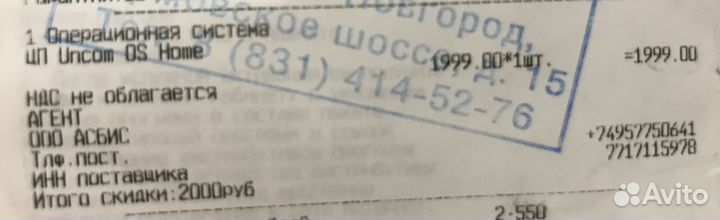 1 Операционная система
ЦП Uncom OS Home 1999.00*1шт. =1999.00
НДС не облагается
АГЕНТ
ООО АСБИС
Тлф.пост. +74957750641
ИНН поставщика 7717115978
Итого скидки:2000руб
2-550
Новгород,
шоссе, д. 15
(831) 414-52-76
Avito